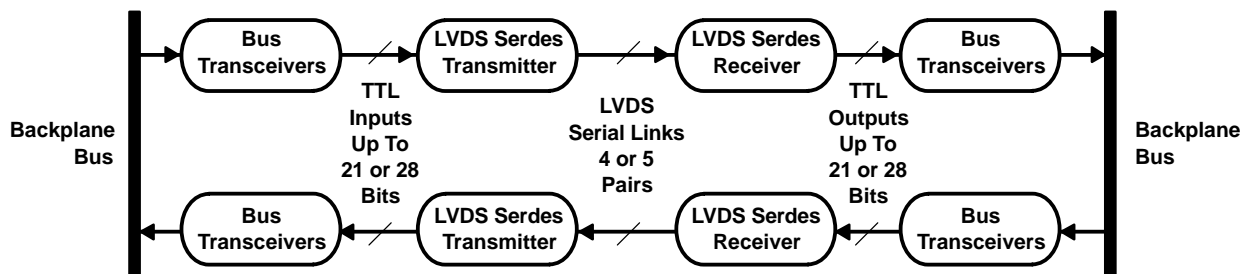 Bus
Transceivers
LVDS Serdes
Transmitter
LVDS Serdes
Receiver
Bus
Transceivers
Backplane
Bus
TTL
Inputs
Up To
21 or 28
Bits
LVDS
Serial Links
4 or 5
Pairs
TTL
Outputs
Up To
21 or 28
Bits
Backplane
Bus
Bus
Transceivers
LVDS Serdes
Transmitter
LVDS Serdes
Receiver
Bus
Transceivers